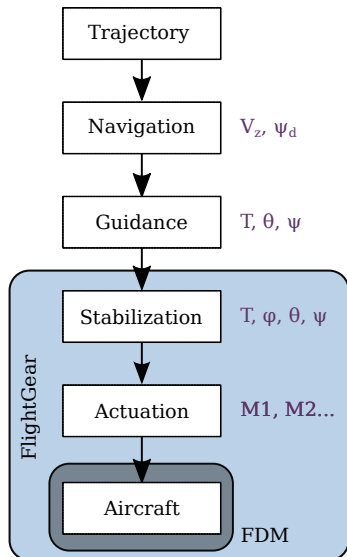 Trajectory
Navigation
V_z, ψ_d
Guidance
T, θ, ψ
Stabilization
T, φ, θ, ψ
FlightGear
Actuation
M1, M2...
Aircraft
FDM